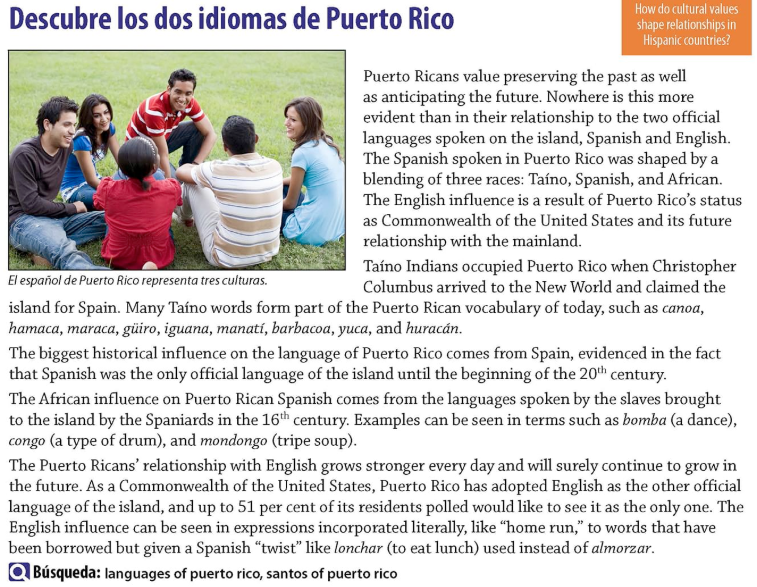 Descubre los dos idiomas de Puerto Rico
How do cultural values
shape relationships in
Hispanic countries?
Puerto Ricans value preserving the past as well
as anticipating the future. Nowhere is this more
evident than in their relationship to the two official
languages spoken on the island, Spanish and English.
The Spanish spoken in Puerto Rico was shaped by a
blending of three races: Taíno, Spanish, and African.
The English influence is a result of Puerto Rico's status
as Commonwealth of the United States and its future
relationship with the mainland.
El español de Puerto Rico representa tres culturas.
Taíno Indians occupied Puerto Rico when Christopher
Columbus arrived to the New World and claimed the
island for Spain. Many Taíno words form part of the Puerto Rican vocabulary of today, such as canoa,
hamaca, maraca, güiro, iguana, manatí, barbacoa, yuca, and huracán.
The biggest historical influence on the language of Puerto Rico comes from Spain, evidenced in the fact
that Spanish was the only official language of the island until the beginning of the 20th century.
The African influence on Puerto Rican Spanish comes from the languages spoken by the slaves brought
to the island by the Spaniards in the 16th century. Examples can be seen in terms such as bomba (a dance),
congo (a type of drum), and mondongo (tripe soup).
The Puerto Ricans' relationship with English grows stronger every day and will surely continue to grow in
the future. As a Commonwealth of the United States, Puerto Rico has adopted English as the other official
language of the island, and up to 51 per cent of its residents polled would like to see it as the only one. The
English influence can be seen in expressions incorporated literally, like "home run," to words that have
been borrowed but given a Spanish "twist" like lonchar (to eat lunch) used instead of almorzar.
Búsqueda: languages of puerto rico, santos of puerto rico